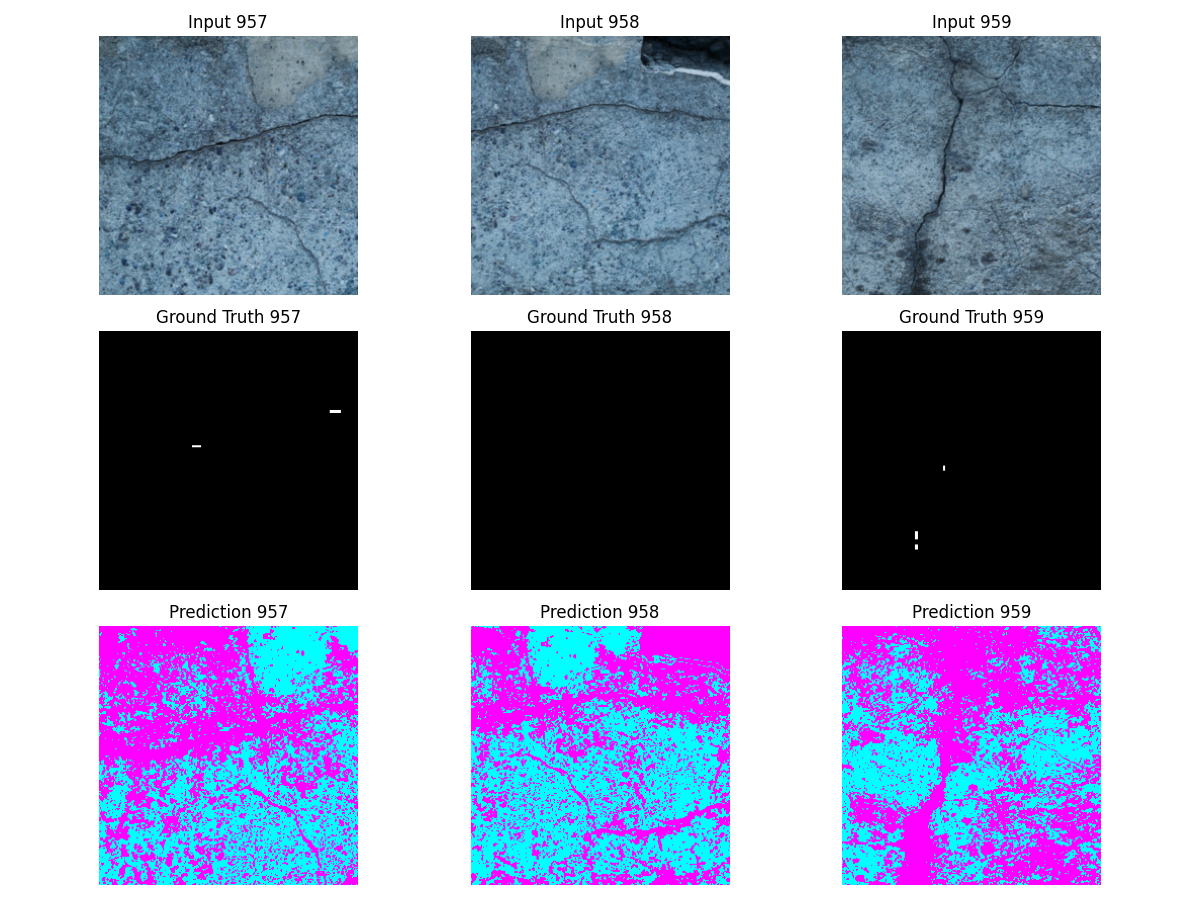 Input 957
Input 958
Input 959
Ground Truth 957
Ground Truth 958
Ground Truth 959
Prediction 957
Prediction 958
Prediction 959